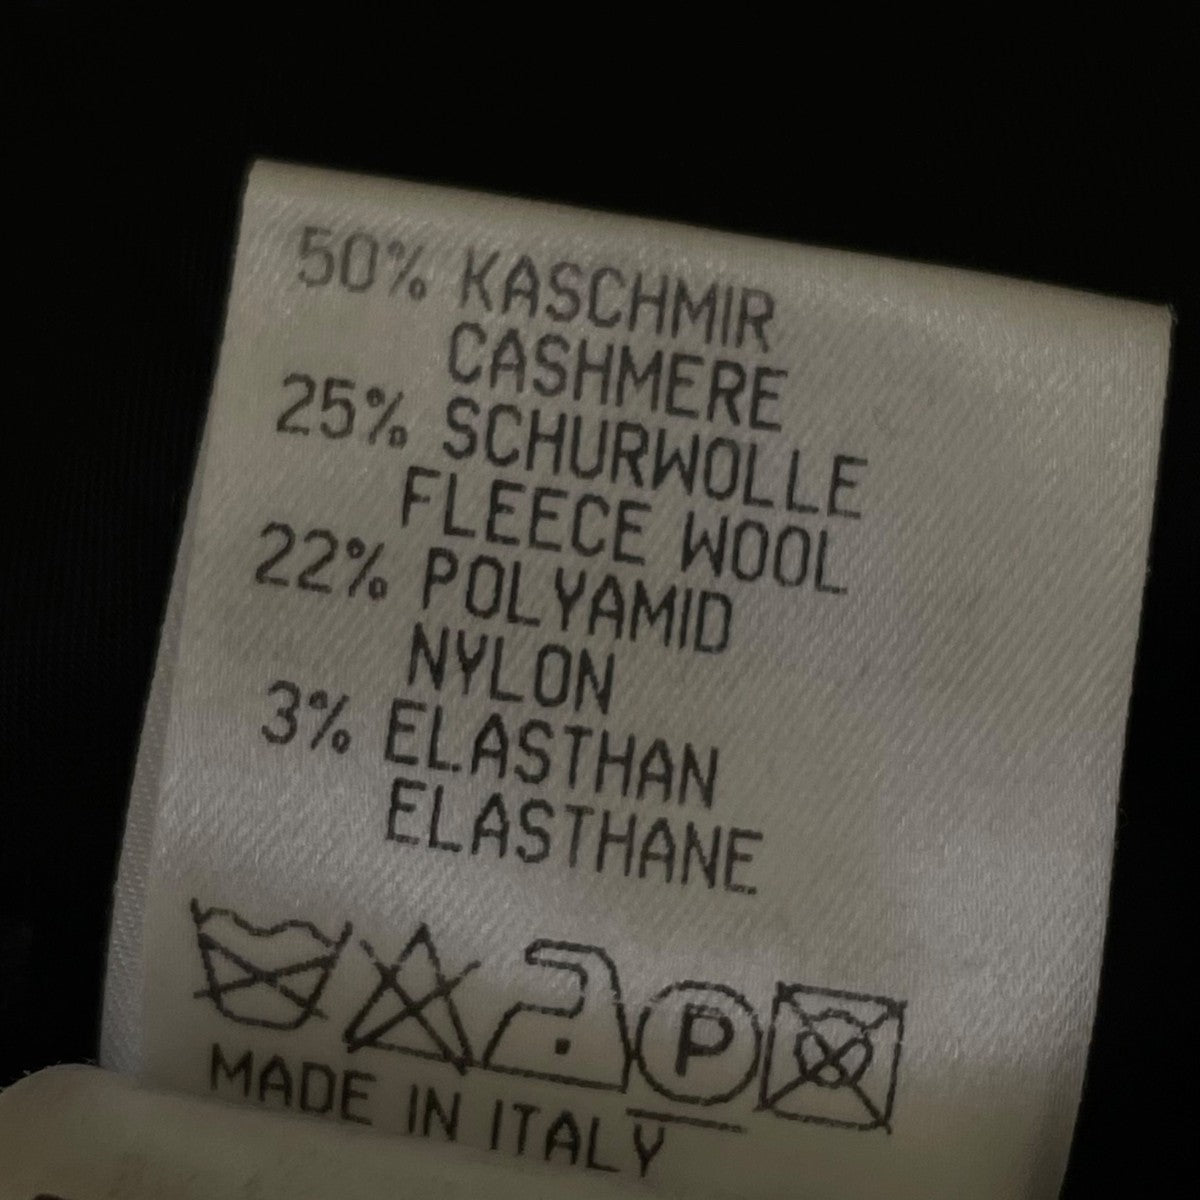 50% KASCHMIR
CASHMERE
25% SCHURWOLLE
FLEECE WOOL
22% POLYAMID
NYLON
3% ELASTHAN
ELASTHANE
P
MADE IN ITALY